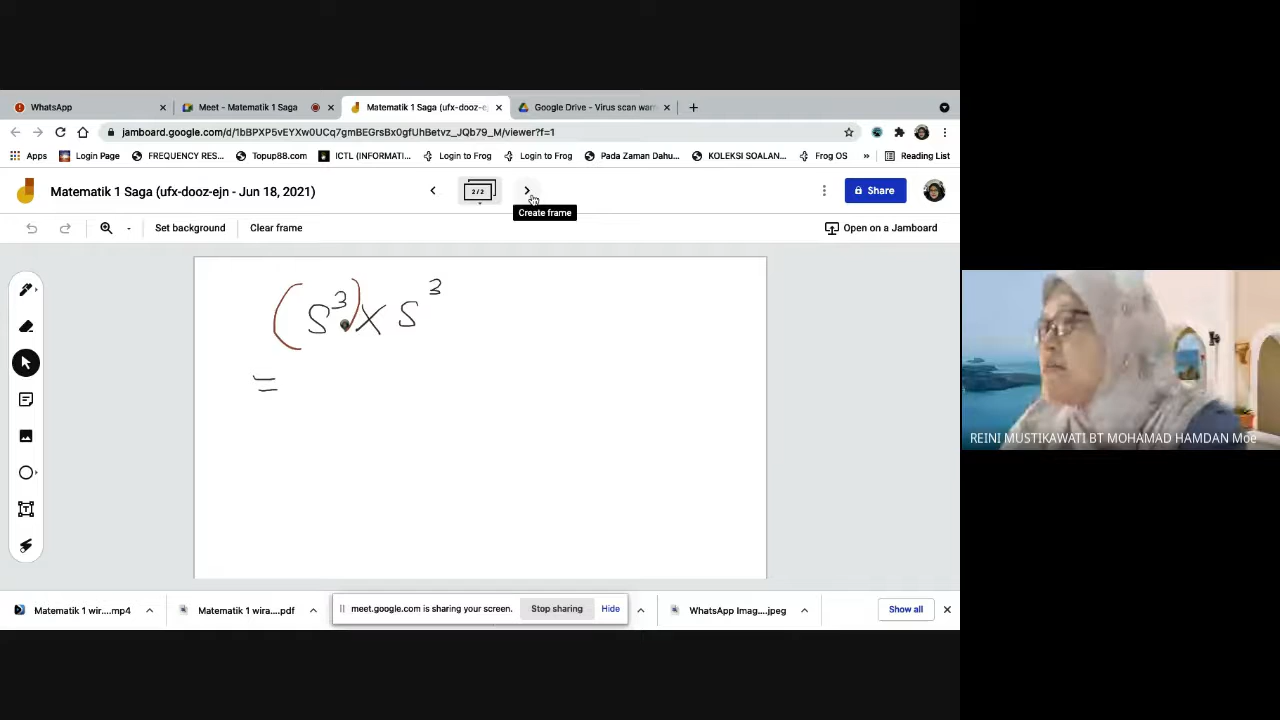 WhatsApp
Meet - Matematik 1 Saga
Matematik 1 Saga (ufx-dooz-e
Google Drive - Virus scan warn
jamboard.google.com/d/1bBPXP5vEYXw0UCq7gmBEGrsBx0gfUhBetvz_JQb79_M/viewer?f=1
Apps
Login Page
FREQUENCY RES...
Topup88.com
ICTL (INFORMATI...
Login to Frog
Login to Frog
Pada Zaman Dahu...
KOLEKSI SOALAN...
Frog OS
»
Reading List
Matematik 1 Saga (ufx-dooz-ejn - Jun 18, 2021)
2/2
Share
Create frame
Set background
Clear frame
Open on a Jamboard
(S³) × S³
=
REINI MUSTIKAWATI BT MOHAMAD HAMDAN Moe
Matematik 1 wir....mp4
Matematik 1 wira....pdf
meet.google.com is sharing your screen.
Stop sharing
Hide
WhatsApp Imag....jpeg
Show all